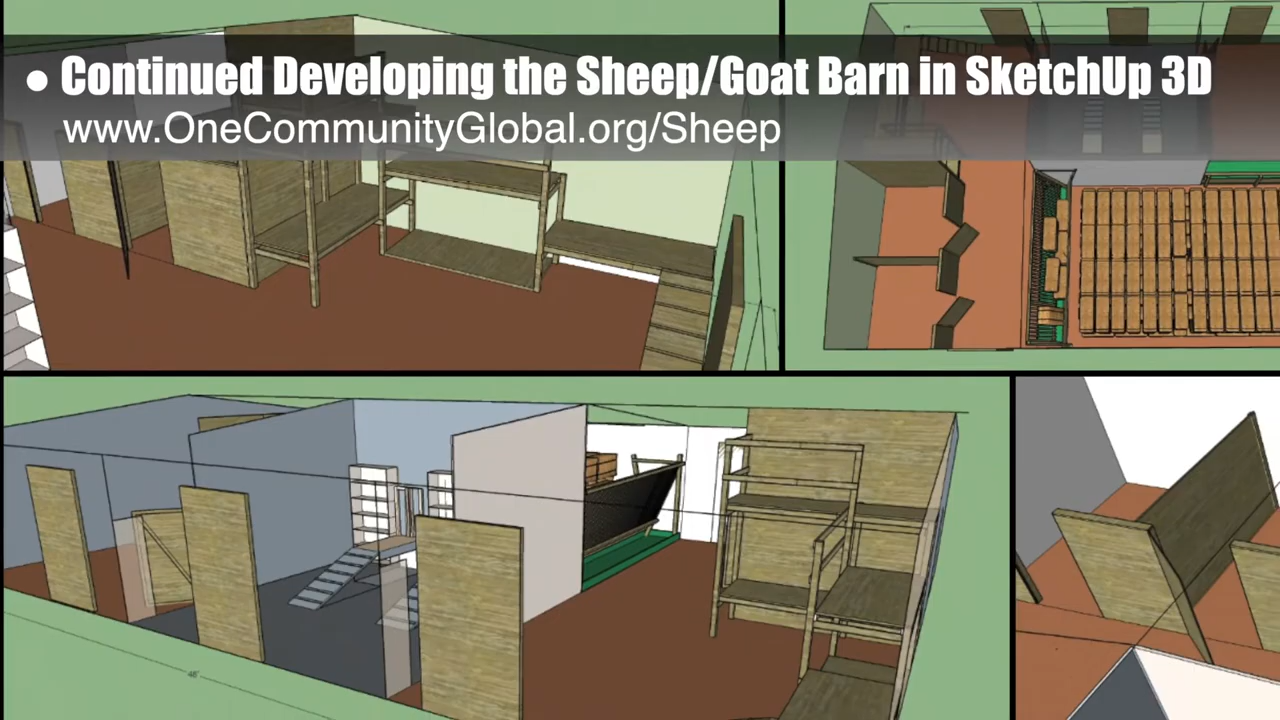 ● Continued Developing the Sheep/Goat Barn in SketchUp 3D
www.OneCommunityGlobal.org/Sheep